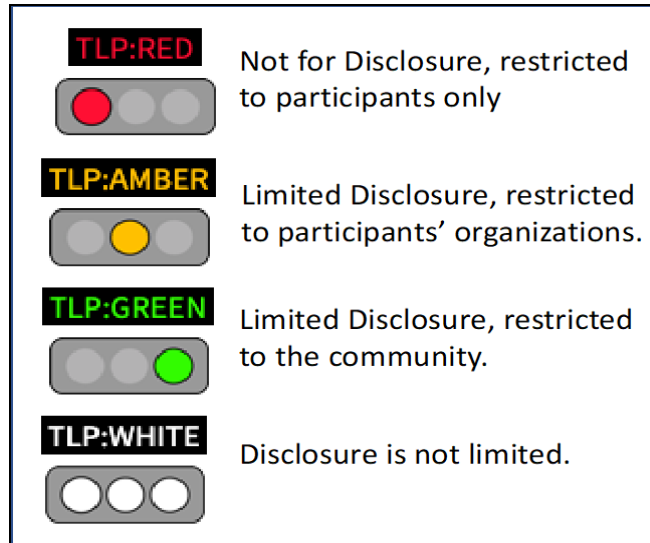 TLP:RED
Not for Disclosure, restricted
to participants only
TLP:AMBER
Limited Disclosure, restricted
to participants’ organizations.
TLP:GREEN
Limited Disclosure, restricted
to the community.
TLP:WHITE
Disclosure is not limited.